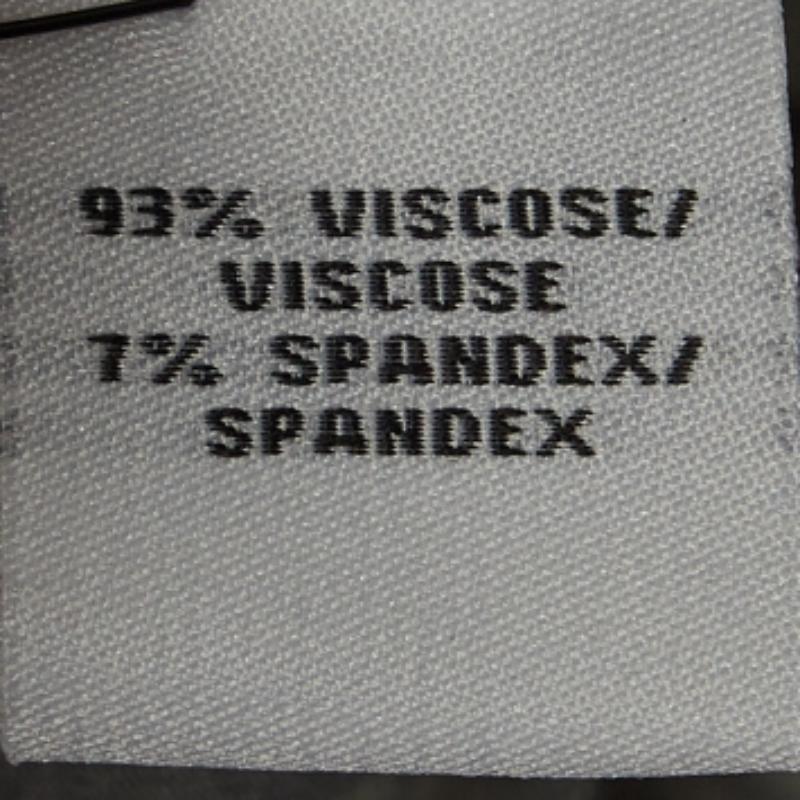 93% VISCOSE/
VISCOSE
7% SPANDEX/
SPANDEX